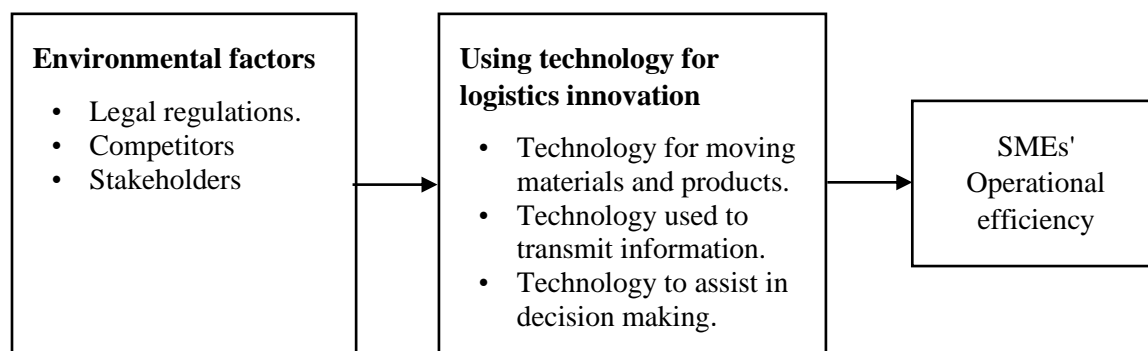 Environmental factors
• Legal regulations.
• Competitors
• Stakeholders
Using technology for
logistics innovation
• Technology for moving
materials and products.
• Technology used to
transmit information.
• Technology to assist in
decision making.
SMEs'
Operational
efficiency